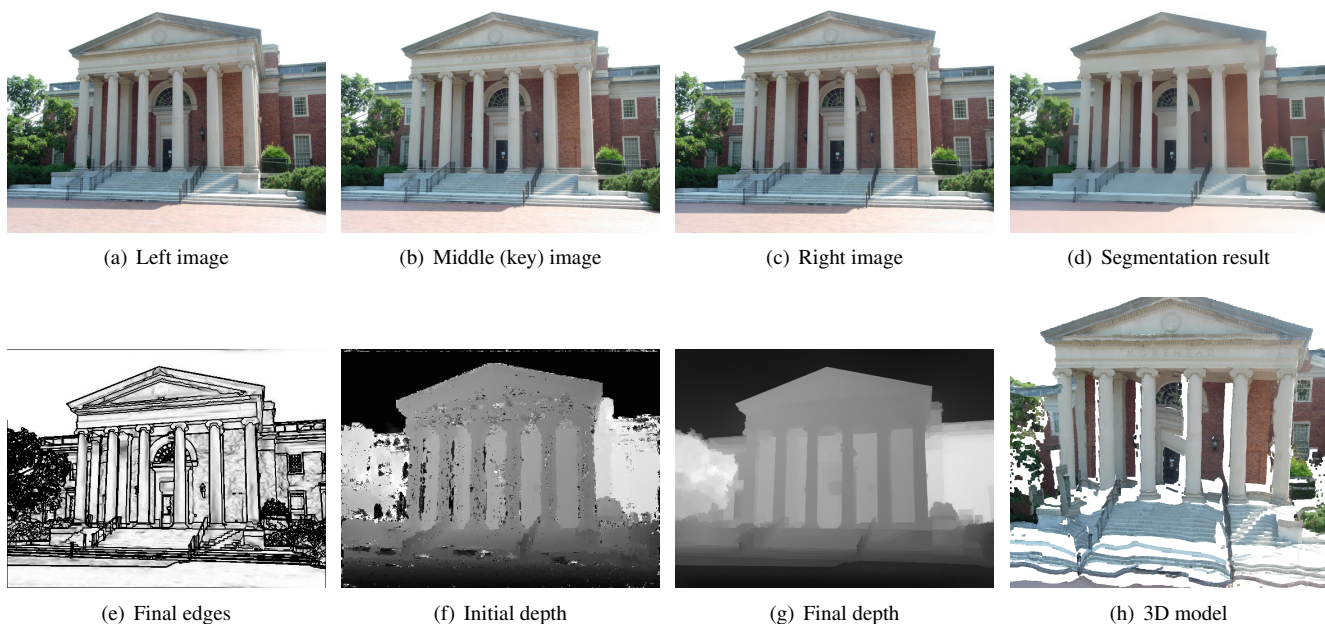 (a) Left image
(b) Middle (key) image
(c) Right image
(d) Segmentation result
(e) Final edges
(f) Initial depth
(g) Final depth
(h) 3D model